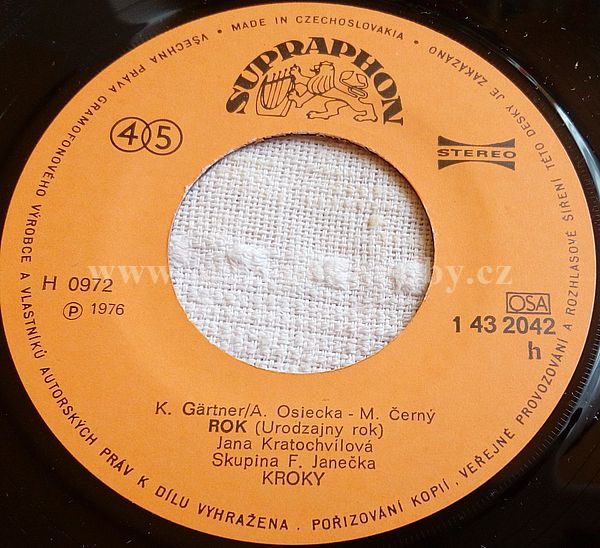 VŠECHNA PRÁVA GRAMOFONOVÉHO VÝROBCE A VLASTNÍKŮ AUTORSKÝCH PRÁV K DÍLU VYHRAŽENA . POŘIZOVÁNÍ KOPIÍ , VEŘEJNÉ PROVOZOVÁNÍ A ROZHLASOVÉ ŠÍŘENÍ TÉTO DESKY JE ZAKÁZÁNO • MADE IN CZECHOSLOVAKIA •
SUPRAPHON
45
STEREO
H 0972
Ⓟ 1976
OSA
1 43 2042
h
K. Gärtner/A. Osiecka - M. černý
ROK (Urodzajny rok)
Jana Kratochvílová
Skupina F. Janečka
KROKY